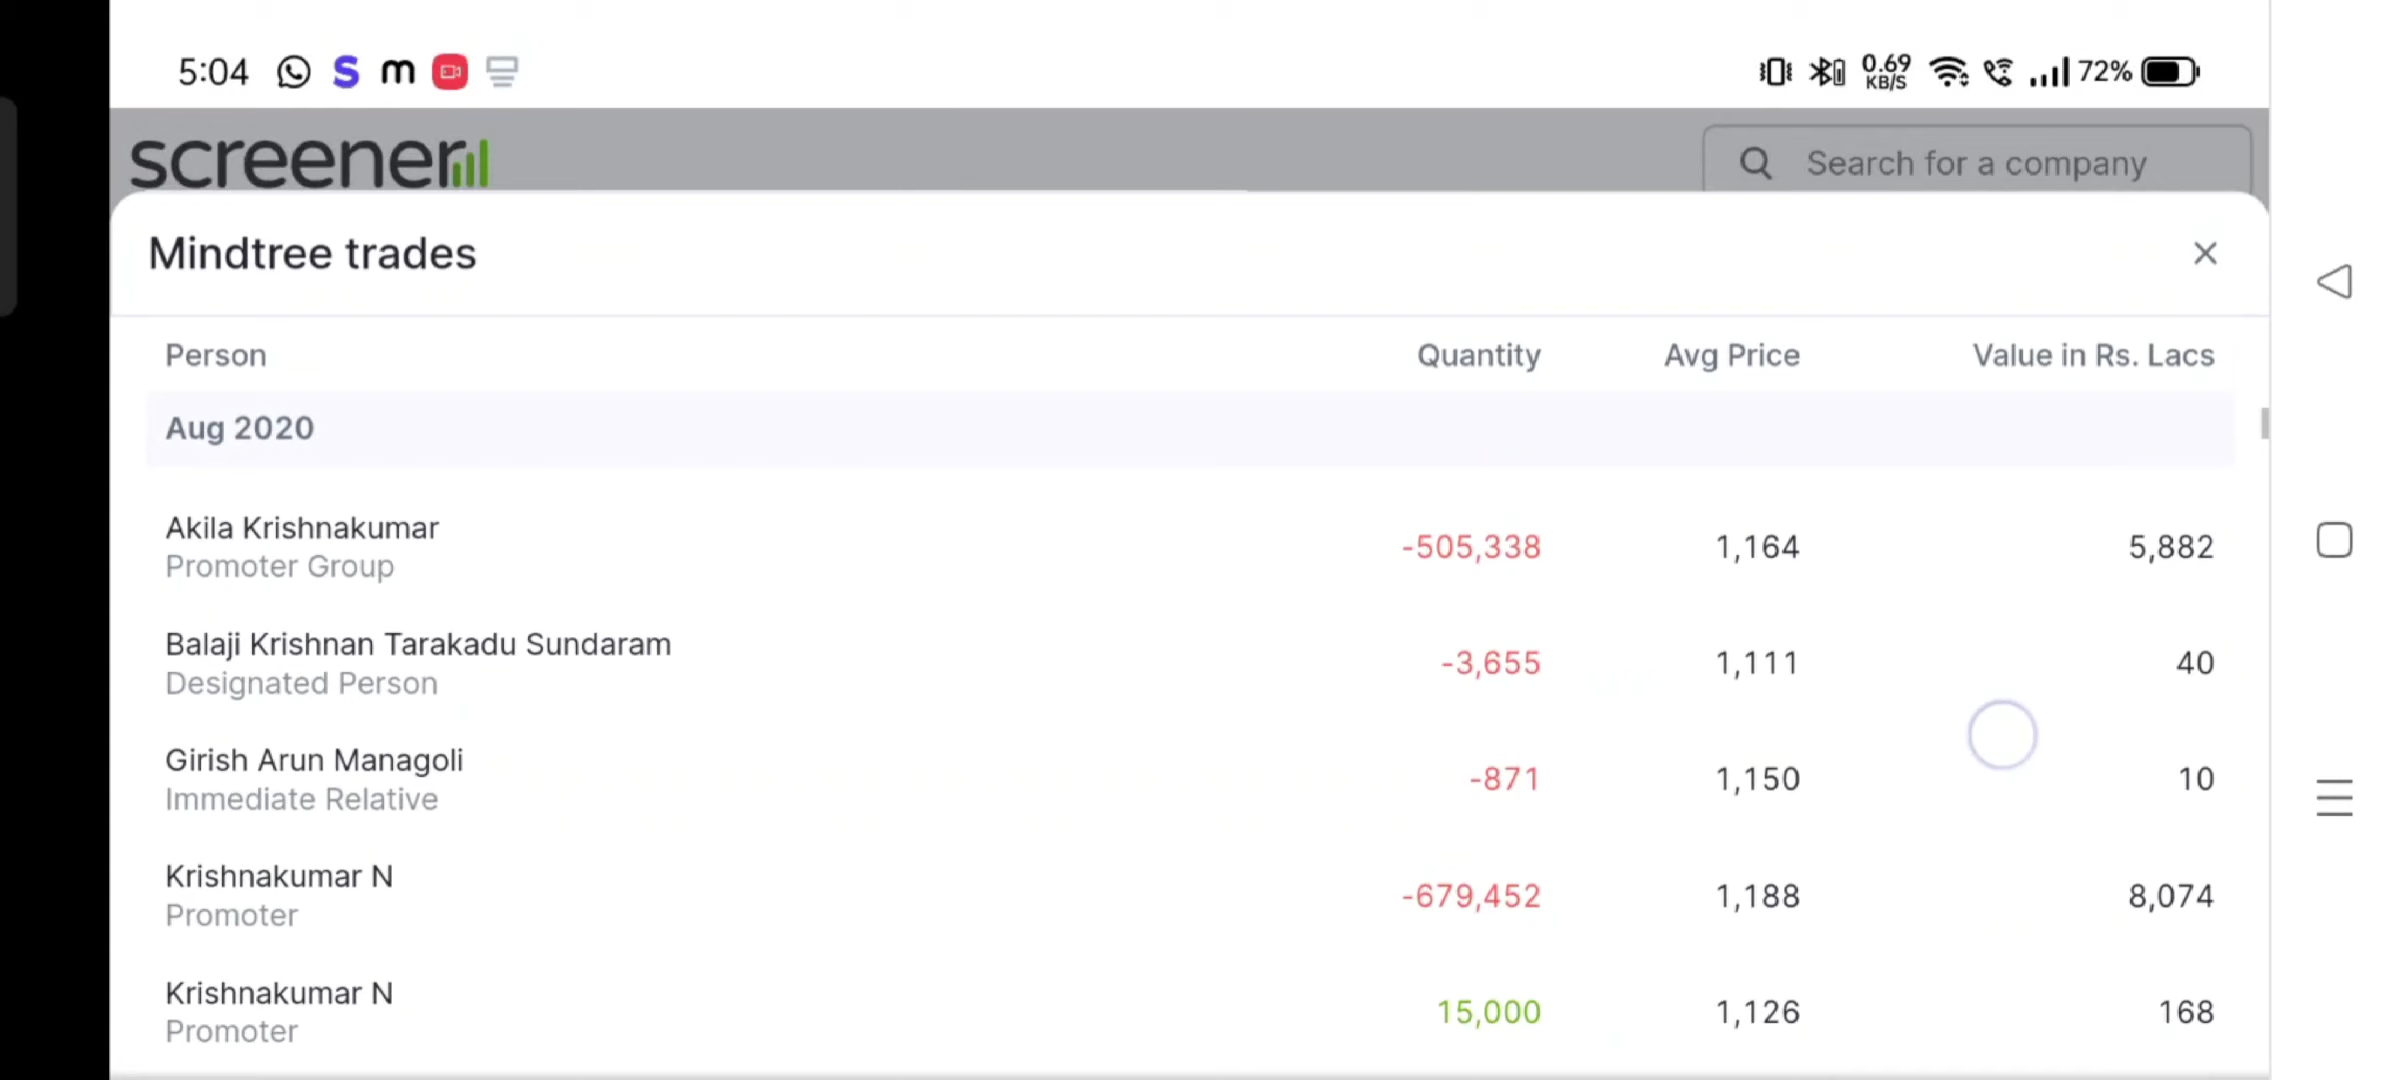 5:04 S m 0.69 KB/S 72%
screener Search for a company
Mindtree trades
Person Quantity Avg Price Value in Rs. Lacs
Aug 2020
Akila Krishnakumar -505,338 1,164 5,882
Promoter Group
Balaji Krishnan Tarakadu Sundaram -3,655 1,111 40
Designated Person
Girish Arun Managoli -871 1,150 10
Immediate Relative
Krishnakumar N -679,452 1,188 8,074
Promoter
Krishnakumar N 15,000 1,126 168
Promoter